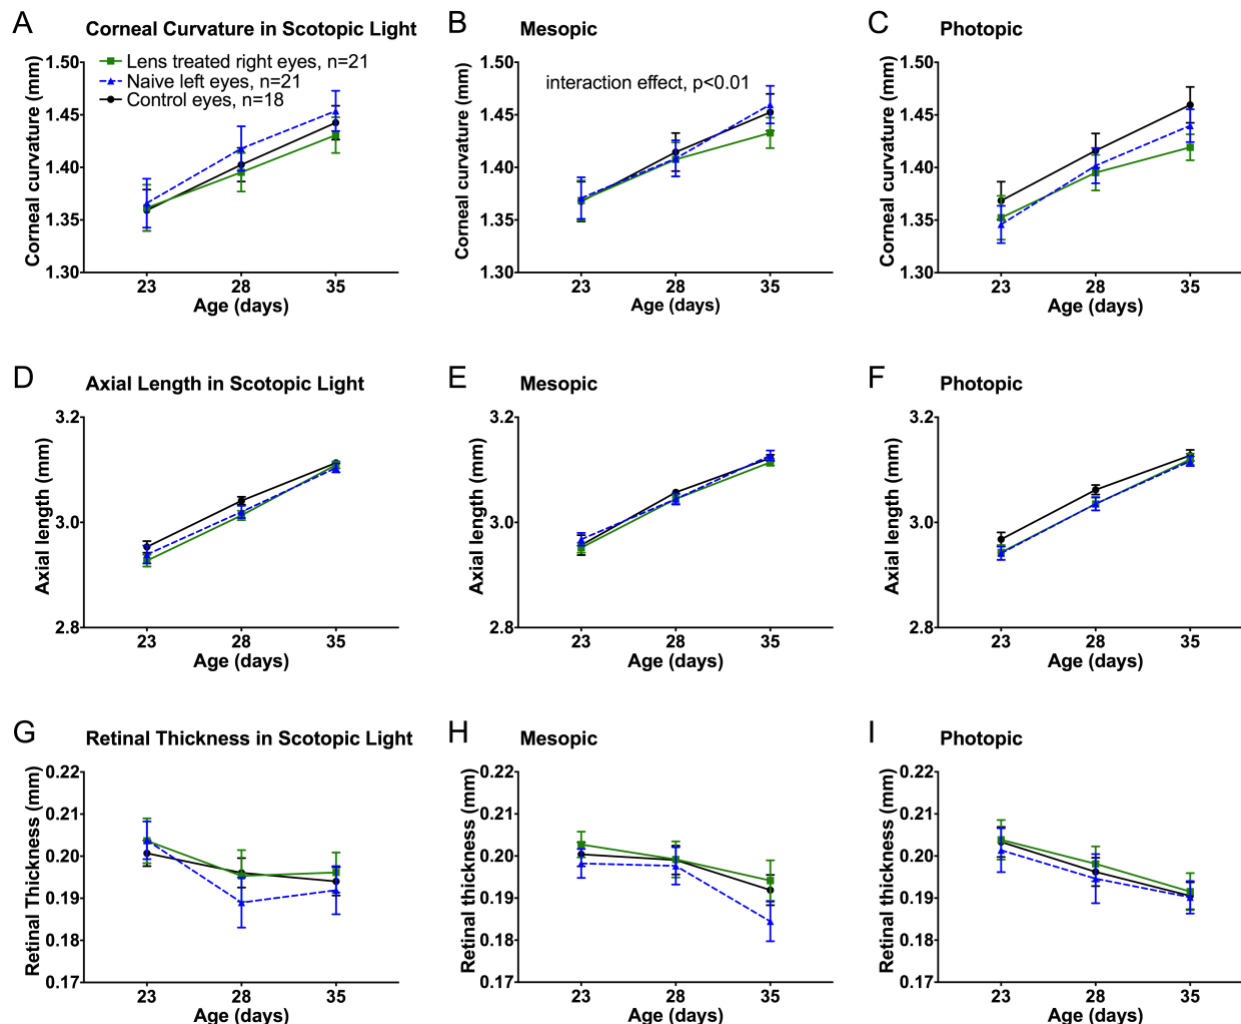 A
Corneal Curvature in Scotopic Light
Corneal curvature (mm)
1.50
1.45
1.40
1.35
1.30
Lens treated right eyes, n=21
Naive left eyes, n=21
Control eyes, n=18
23 28 35
Age (days)
B
Mesopic
Corneal curvature (mm)
1.50
1.45
1.40
1.35
1.30
interaction effect, p<0.01
23 28 35
Age (days)
C
Photopic
Corneal curvature (mm)
1.50
1.45
1.40
1.35
1.30
23 28 35
Age (days)
D
Axial Length in Scotopic Light
Axial length (mm)
3.2
3.0
2.8
23 28 35
Age (days)
E
Mesopic
Axial length (mm)
3.2
3.0
2.8
23 28 35
Age (days)
F
Photopic
Axial length (mm)
3.2
3.0
2.8
23 28 35
Age (days)
G
Retinal Thickness in Scotopic Light
Retinal Thickness (mm)
0.22
0.21
0.20
0.19
0.18
0.17
23 28 35
Age (days)
H
Mesopic
Retinal thickness (mm)
0.22
0.21
0.20
0.19
0.18
0.17
23 28 35
Age (days)
I
Photopic
Retinal thickness (mm)
0.22
0.21
0.20
0.19
0.18
0.17
23 28 35
Age (days)